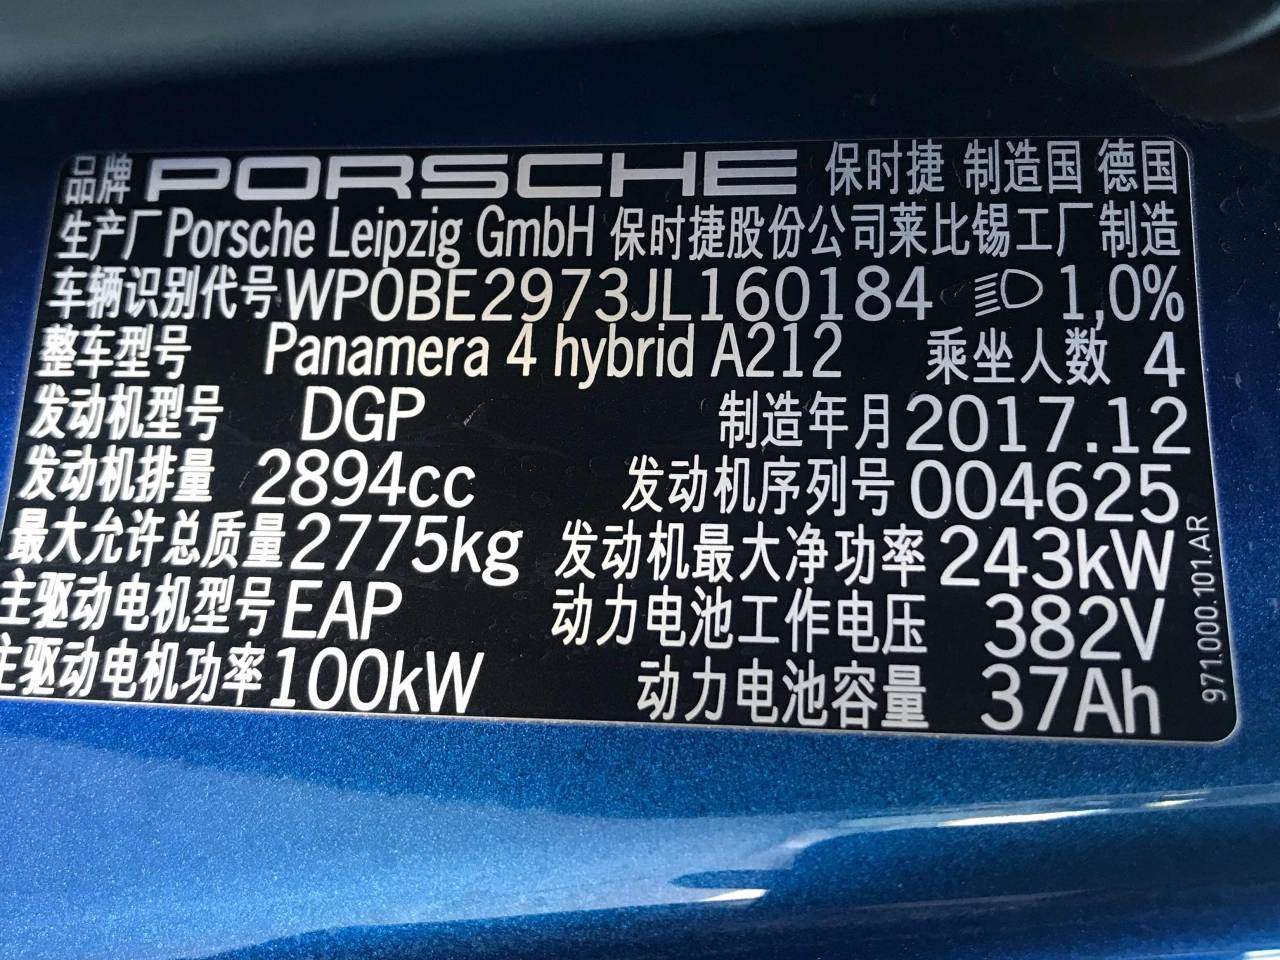 品牌 PORSCHE 保时捷 制造国 德国
生产厂 Porsche Leipzig GmbH 保时捷股份公司莱比锡工厂 制造
车辆识别代号 WP0BE2973JL160184 1,0%
整车型号 Panamera 4 hybrid A212 乘坐人数 4
发动机型号 DGP 制造年月 2017.12
发动机排量 2894cc 发动机序列号 004625
最大允许总质量 2775kg 发动机最大净功率 243kW
主驱动电机型号 EAP 动力电池工作电压 382V
主驱动电机功率 100kW 动力电池容量 37Ah
971.000.101.AR